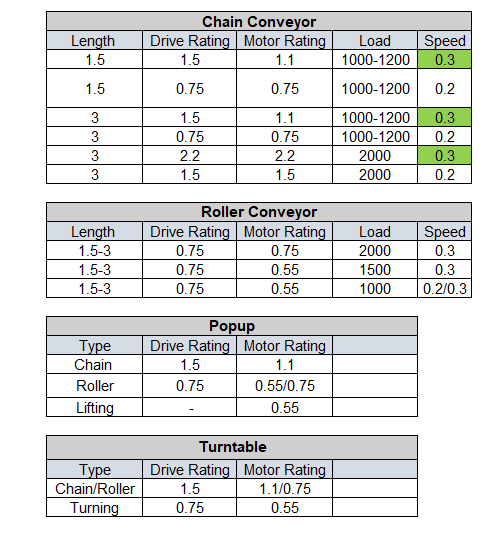 Chain Conveyor
Length Drive Rating Motor Rating Load Speed
1.5 1.5 1.1 1000-1200 0.3
1.5 0.75 0.75 1000-1200 0.2
3 1.5 1.1 1000-1200 0.3
3 0.75 0.75 1000-1200 0.2
3 2.2 2.2 2000 0.3
3 1.5 1.5 2000 0.2
Roller Conveyor
Length Drive Rating Motor Rating Load Speed
1.5-3 0.75 0.75 2000 0.3
1.5-3 0.75 0.55 1500 0.3
1.5-3 0.75 0.55 1000 0.2/0.3
Popup
Type Drive Rating Motor Rating
Chain 1.5 1.1
Roller 0.75 0.55/0.75
Lifting - 0.55
Turntable
Type Drive Rating Motor Rating
Chain/Roller 1.5 1.1/0.75
Turning 0.75 0.55